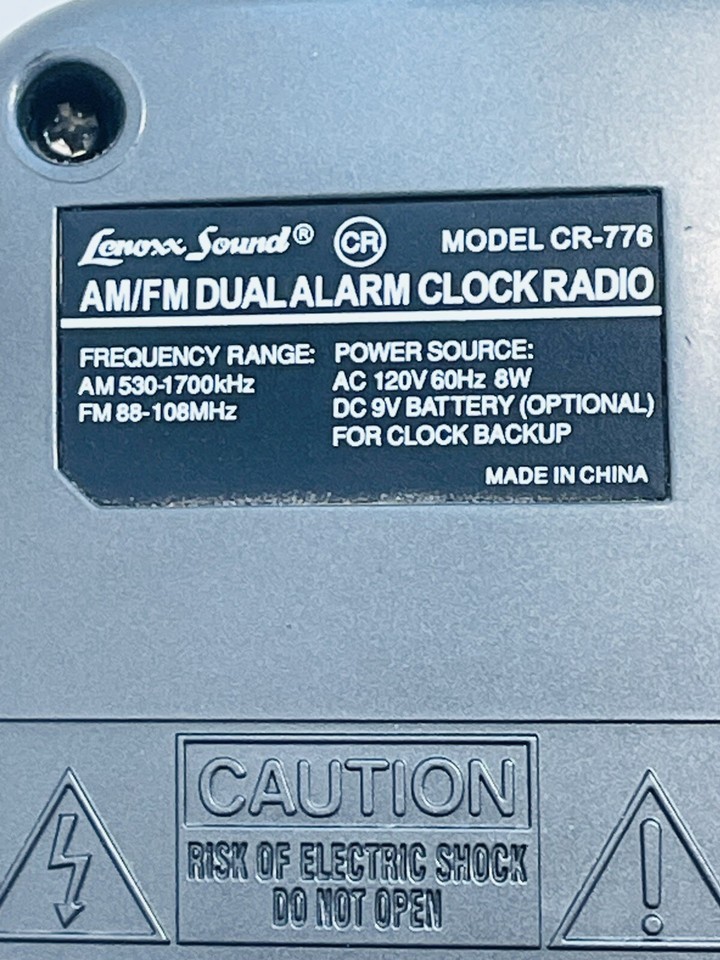 Lenoxx Sound® CR MODEL CR-776
AM/FM DUAL ALARM CLOCK RADIO
FREQUENCY RANGE:
AM 530-1700kHz
FM 88-108MHz
POWER SOURCE:
AC 120V 60Hz 8W
DC 9V BATTERY (OPTIONAL)
FOR CLOCK BACKUP
MADE IN CHINA
CAUTION
RISK OF ELECTRIC SHOCK
DO NOT OPEN
!